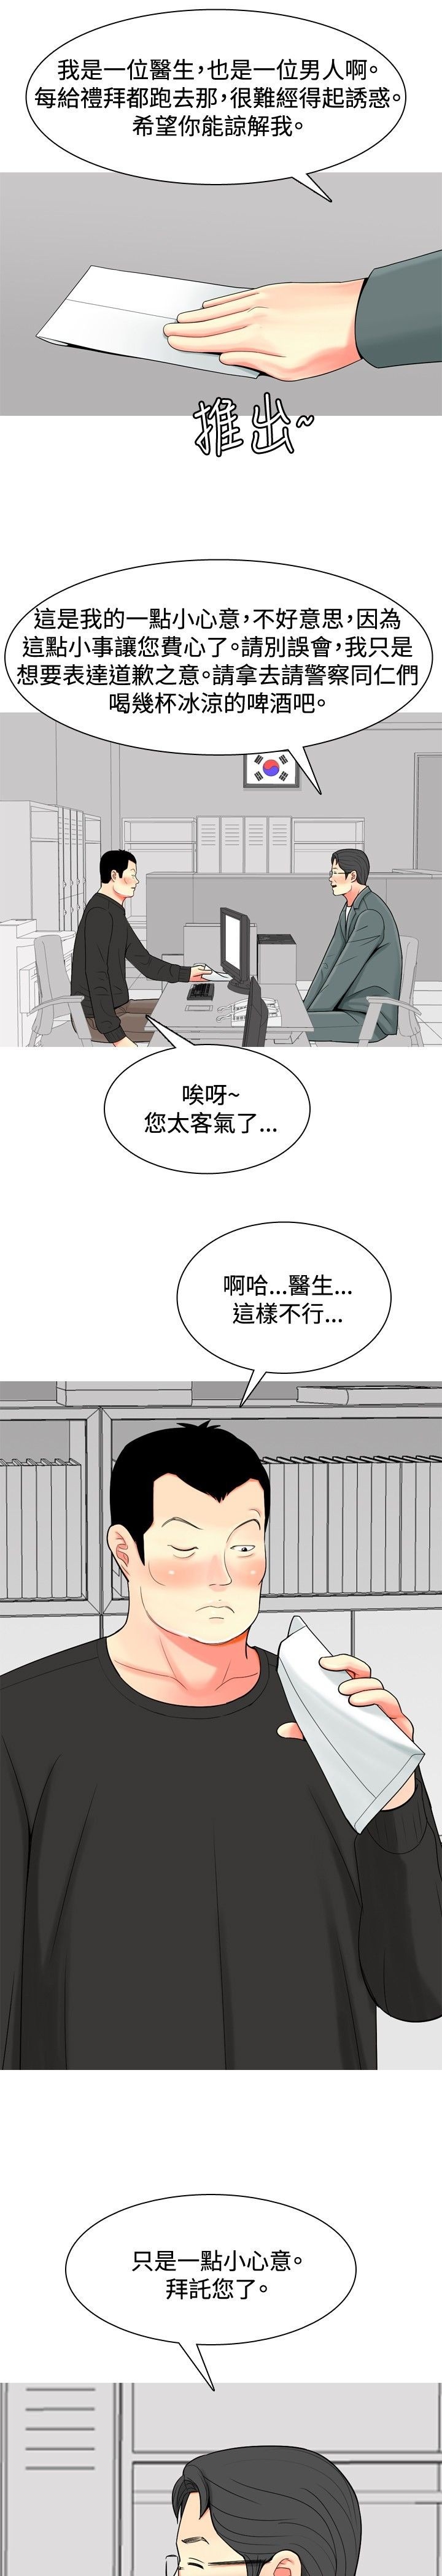 我是一位醫生，也是一位男人啊。
每給禮拜都跑去那，很難經得起誘惑。
希望你能諒解我。
推出~
這是我的一點小心意，不好意思，因為
這點小事讓您費心了。請別誤會，我只是
想要表達道歉之意。請拿去請警察同仁們
喝幾杯冰涼的啤酒吧。
唉呀~
您太客氣了...
啊哈...醫生...
這樣不行...
只是一點小心意。
拜託您了。